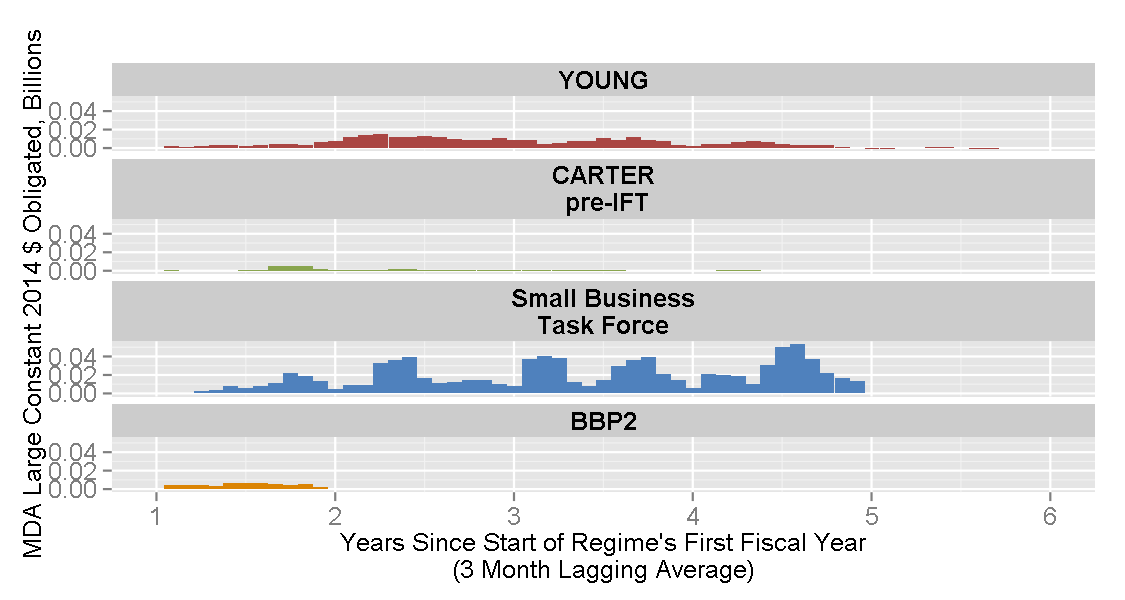 MDA Large Constant 2014 $ Obligated, Billions
YOUNG
0.04
0.02
0.00
CARTER
pre-IFT
0.04
0.02
0.00
Small Business
Task Force
0.04
0.02
0.00
BBP2
0.04
0.02
0.00
1 2 3 4 5 6
Years Since Start of Regime's First Fiscal Year
(3 Month Lagging Average)